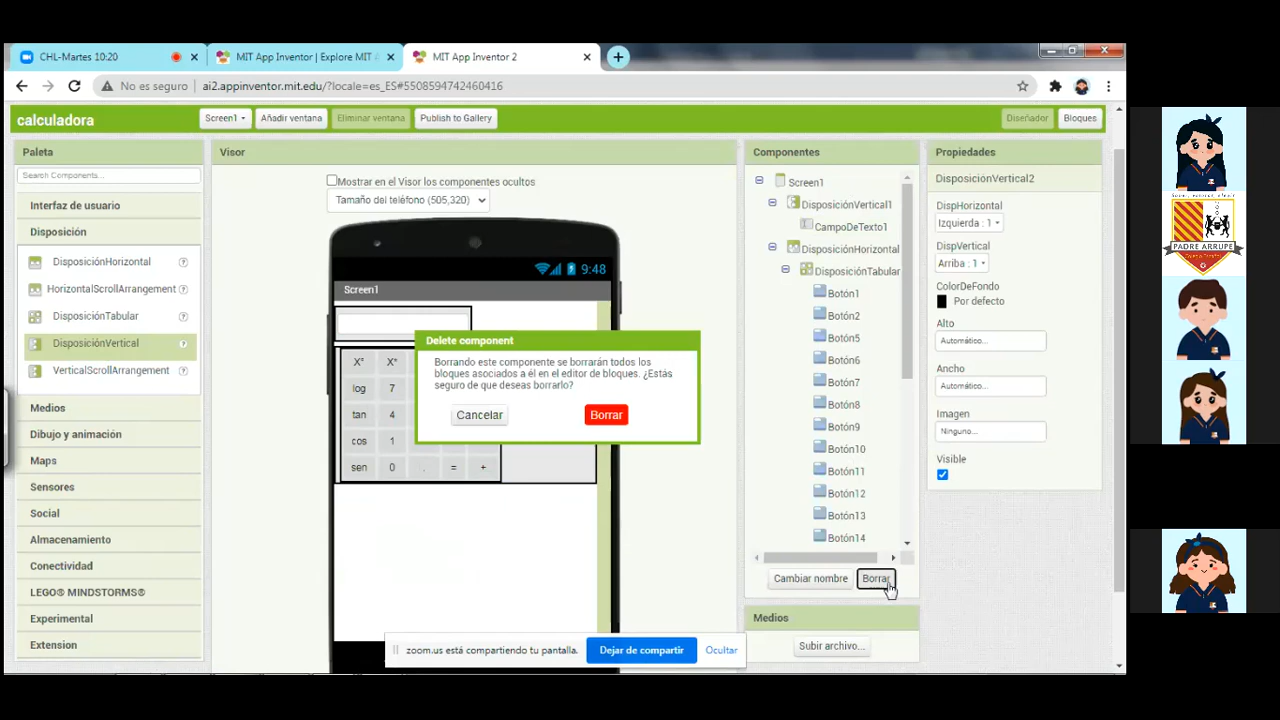 CHL-Martes 10:20
MIT App Inventor | Explore MIT
MIT App Inventor 2
No es seguro
ai2.appinventor.mit.edu/?locale=es_ES#5508594742460416
calculadora
Screen1
Añadir ventana
Eliminar ventana
Publish to Gallery
Diseñador
Bloques
Paleta
Search Components...
Interfaz de usuario
Disposición
DisposiciónHorizontal
HorizontalScrollArrangement
DisposiciónTabular
DisposiciónVertical
VerticalScrollArrangement
Medios
Dibujo y animación
Maps
Sensores
Social
Almacenamiento
Conectividad
LEGO® MINDSTORMS®
Experimental
Extension
Visor
Mostrar en el Visor los componentes ocultos
Tamaño del teléfono (505,320)
9:48
Screen1
log 7
tan 4
cos 1
sen 0 . = +
Delete component
Borrando este componente se borrarán todos los
bloques asociados a él en el editor de bloques. ¿Estás
seguro de que deseas borrarlo?
Cancelar
Borrar
Componentes
Screen1
DisposiciónVertical1
CampoDeTexto1
DisposiciónHorizontal
DisposiciónTabular
Botón1
Botón2
Botón5
Botón6
Botón7
Botón8
Botón9
Botón10
Botón11
Botón12
Botón13
Botón14
Cambiar nombre
Borrar
Medios
Subir archivo...
Propiedades
DisposiciónVertical2
DispHorizontal
Izquierda : 1
DispVertical
Arriba : 1
ColorDeFondo
Por defecto
Alto
Automático...
Ancho
Automático...
Imagen
Ninguno...
Visible
zoom.us está compartiendo tu pantalla.
Dejar de compartir
Ocultar
PADRE ARRUPE